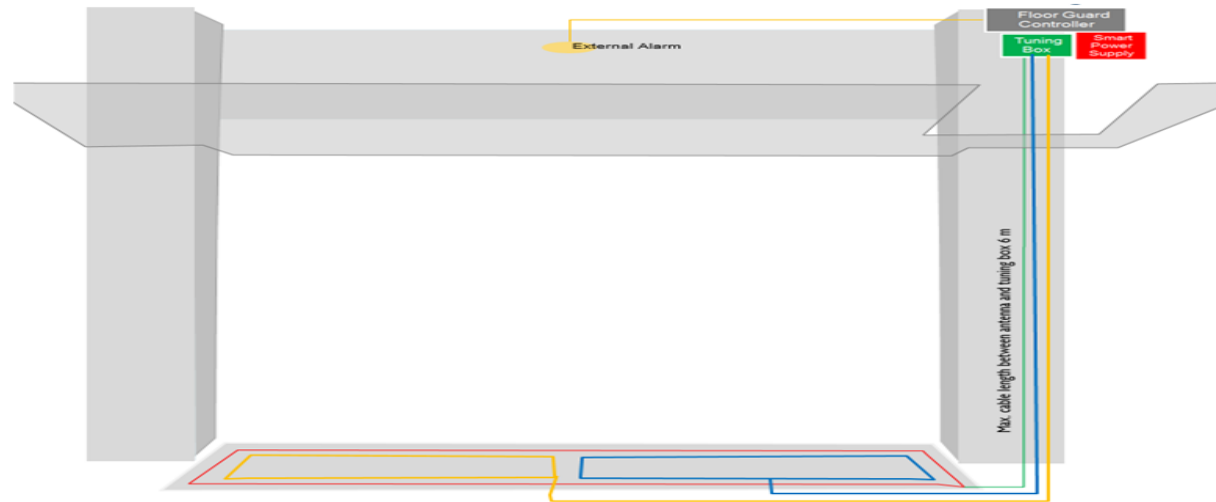 Floor Guard
Controller
External Alarm
Tuning
Box
Smart
Power
Supply
Max. cable length between antenna and tuning box 6 m